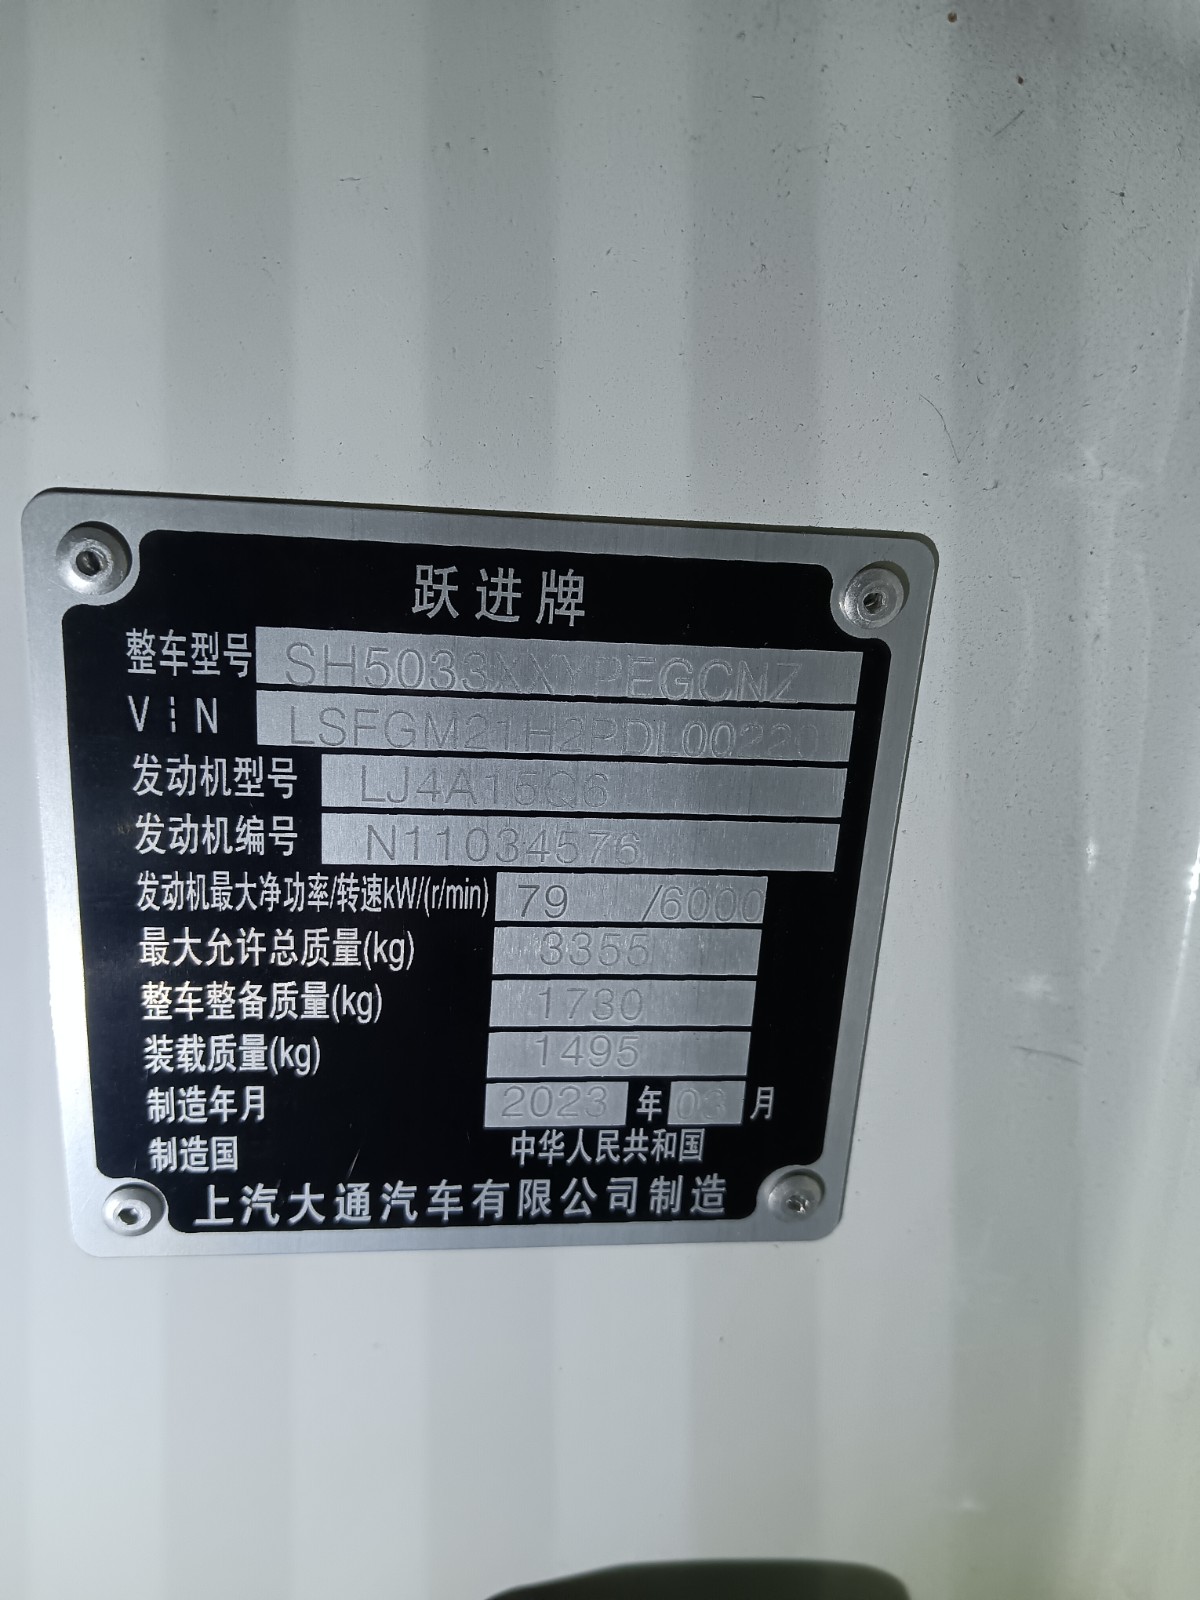 跃进牌
整车型号 SH5033XXYPEGCNZ
VIN LSFGM21H2PDL00220
发动机型号 LJ4A15Q6
发动机编号 N11034576
发动机最大净功率/转速kW/(r/min) 79 /6000
最大允许总质量(kg) 3355
整车整备质量(kg) 1730
装载质量(kg) 1495
制造年月 2023 年 03 月
制造国 中华人民共和国
上汽大通汽车有限公司制造